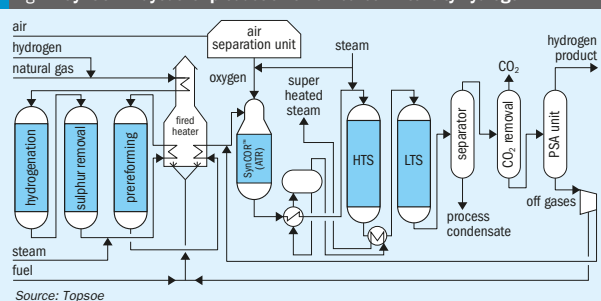 air
hydrogen
natural gas
air
separation unit
oxygen
steam
super
heated
steam
fired
heater
hydrogenation
sulphur removal
prereforming
SynCOR™
(ATR)
HTS
LTS
separator
process
condensate
CO2
CO2 removal
PSA unit
hydrogen
product
off gases
steam
fuel
Source: Topsoe